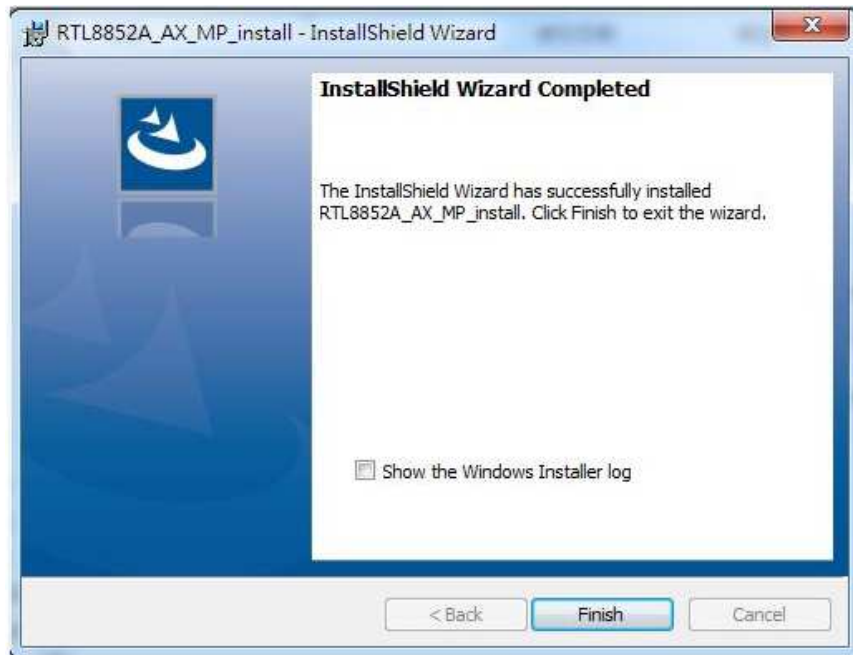 RTL8852A_AX_MP_install - InstallShield Wizard
InstallShield Wizard Completed
The InstallShield Wizard has successfully installed
RTL8852A_AX_MP_install. Click Finish to exit the wizard.
Show the Windows Installer log
< Back
Finish
Cancel